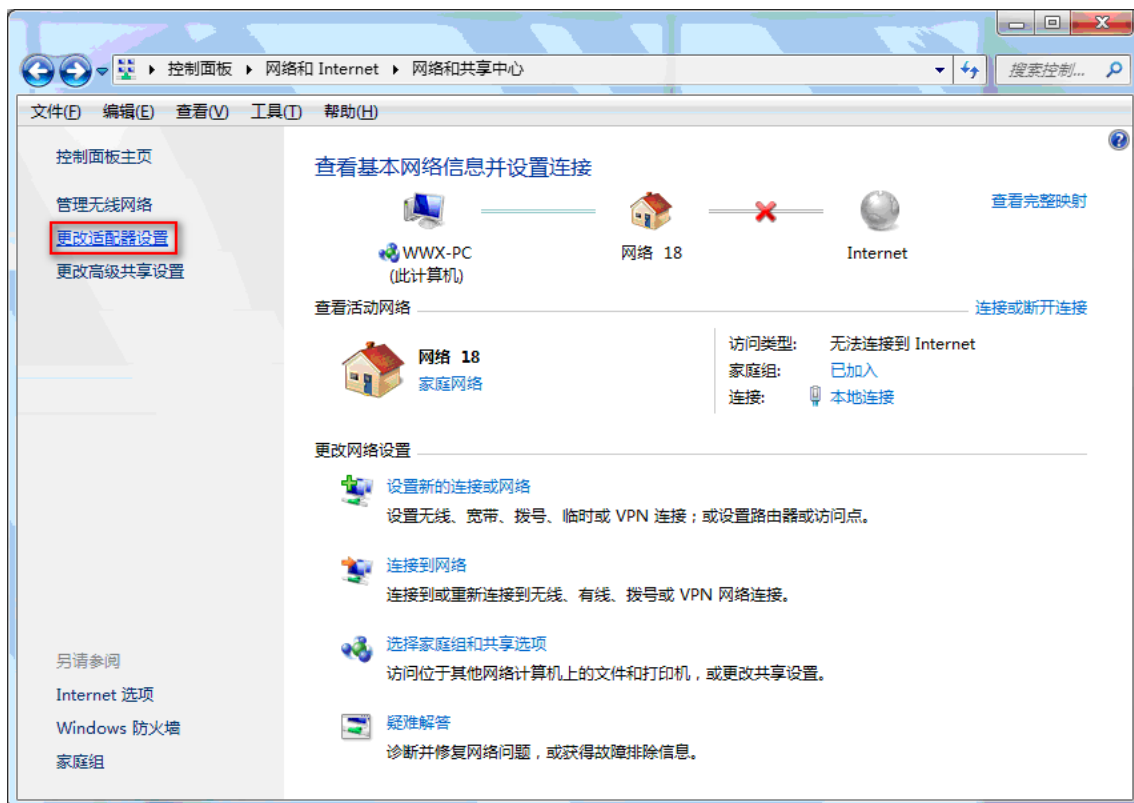 控制面板 ▸ 网络和 Internet ▸ 网络和共享中心
搜索控制...
文件(F) 编辑(E) 查看(V) 工具(T) 帮助(H)
控制面板主页
管理无线网络
更改适配器设置
更改高级共享设置
另请参阅
Internet 选项
Windows 防火墙
家庭组
查看基本网络信息并设置连接
查看完整映射
WWX-PC
(此计算机)
网络 18
Internet
查看活动网络
连接或断开连接
网络 18
家庭网络
访问类型: 无法连接到 Internet
家庭组: 已加入
连接: 本地连接
更改网络设置
设置新的连接或网络
设置无线、宽带、拨号、临时或 VPN 连接；或设置路由器或访问点。
连接到网络
连接到或重新连接到无线、有线、拨号或 VPN 网络连接。
选择家庭组和共享选项
访问位于其他网络计算机上的文件和打印机，或更改共享设置。
疑难解答
诊断并修复网络问题，或获得故障排除信息。